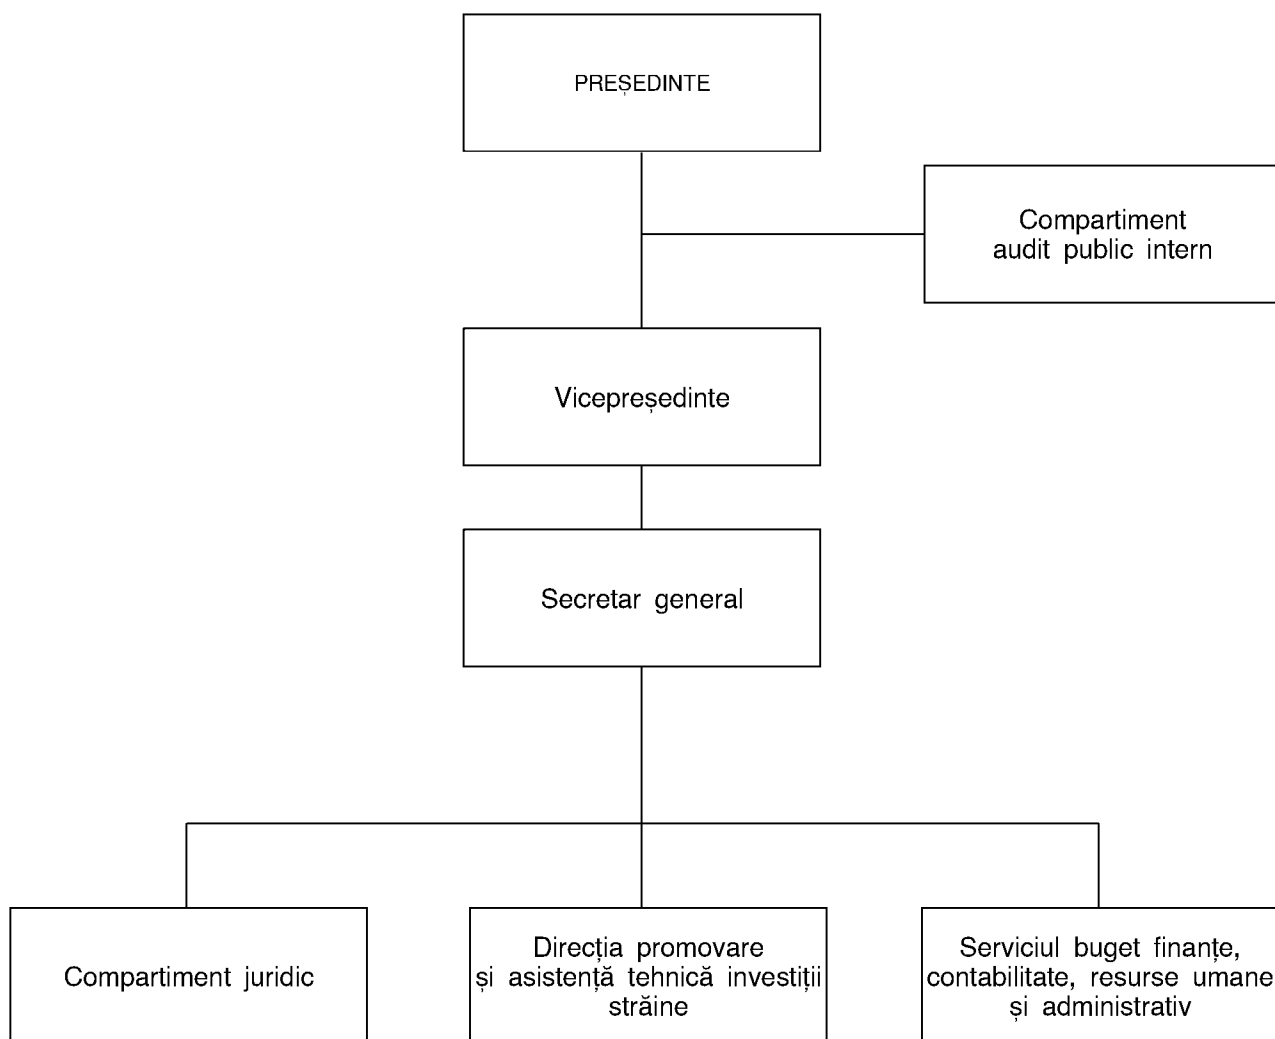 PREȘEDINTE
Compartiment
audit public intern
Vicepreședinte
Secretar general
Compartiment juridic
Direcția promovare
și asistență tehnică investiții
străine
Serviciul buget finanțe,
contabilitate, resurse umane
și administrativ